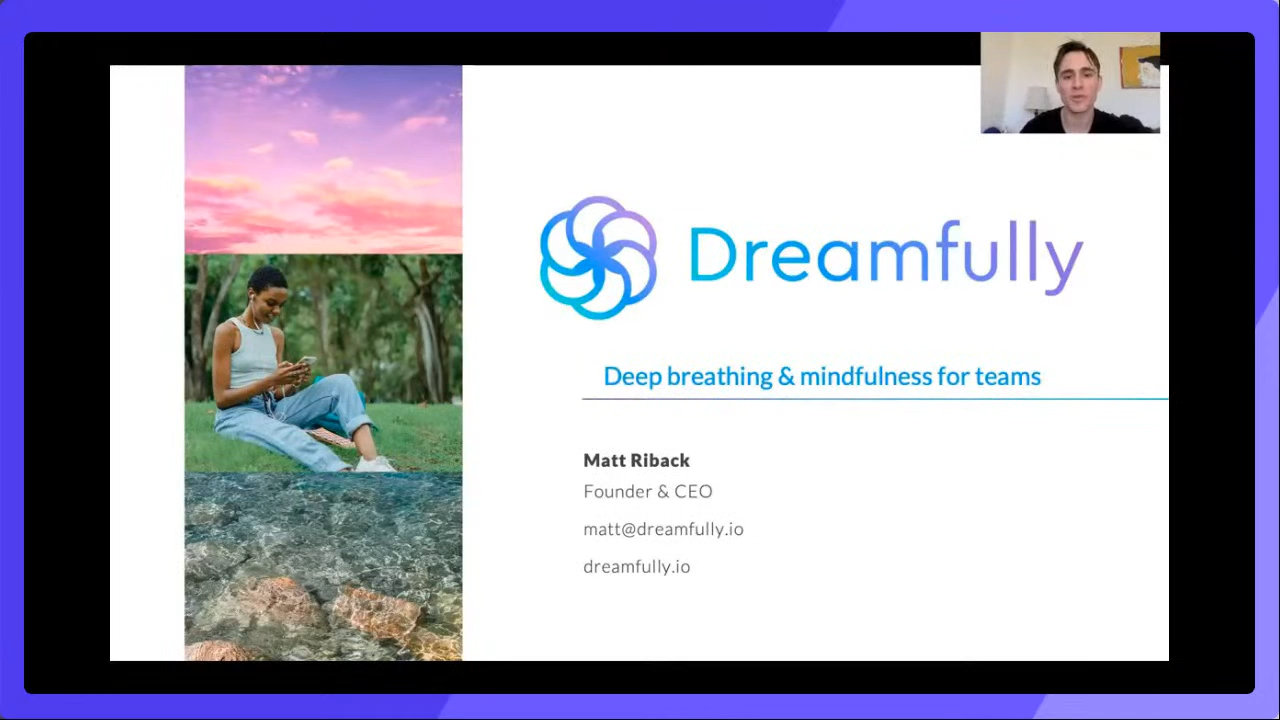 Dreamfully
Deep breathing & mindfulness for teams
Matt Riback
Founder & CEO
matt@dreamfully.io
dreamfully.io